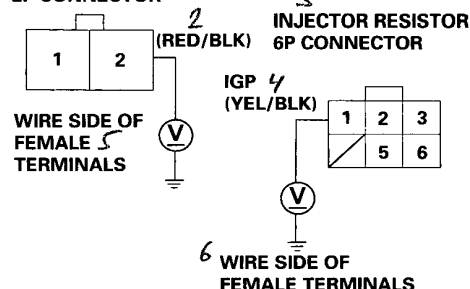 2P CONNECTOR
2
(RED/BLK)
1 2
WIRE SIDE OF
FEMALE 5
TERMINALS
V
3
INJECTOR RESISTOR
6P CONNECTOR
IGP 4
(YEL/BLK)
1 2 3
5 6
V
6 WIRE SIDE OF
FEMALE TERMINALS